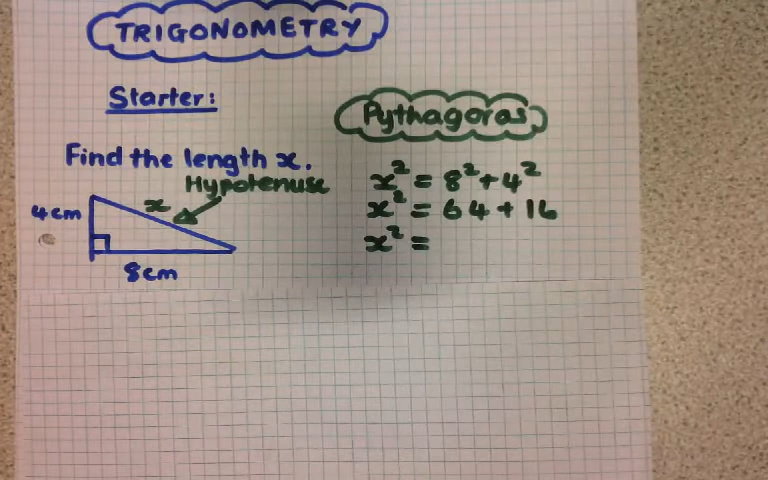 TRIGONOMETRY
Starter:
Find the length x.
Hypotenuse
4cm
x
8cm
Pythagoras
x² = 8² + 4²
x² = 64 + 16
x² =